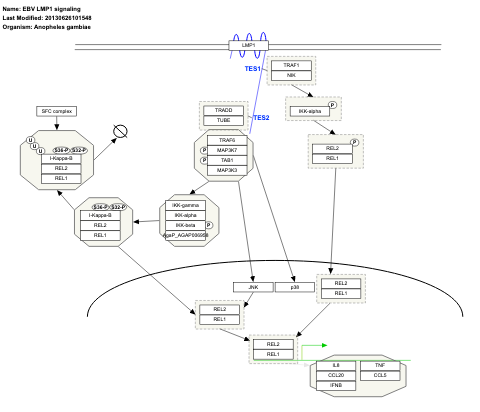 Name: EBV LMP1 signaling
Last Modified: 20130626101548
Organism: Anopheles gambiae
LMP1
TES1
TRAF1
NIK
IKK-alpha
P
SFC complex
TRADD
TUBE
TES2
TRAF6
P
MAP3K7
TAB1
MAP3K3
REL2
P
REL1
U
U
U
S36-P
S32-P
I-Kappa-B
REL2
REL1
S36-P
S32-P
I-Kappa-B
REL2
REL1
IKK-gamma
IKK-alpha
IKK-beta
P
AgaP_AGAP009358
JNK
p38
REL2
REL1
REL2
REL1
REL2
REL1
IL8
TNF
CCL20
CCL5
IFNB